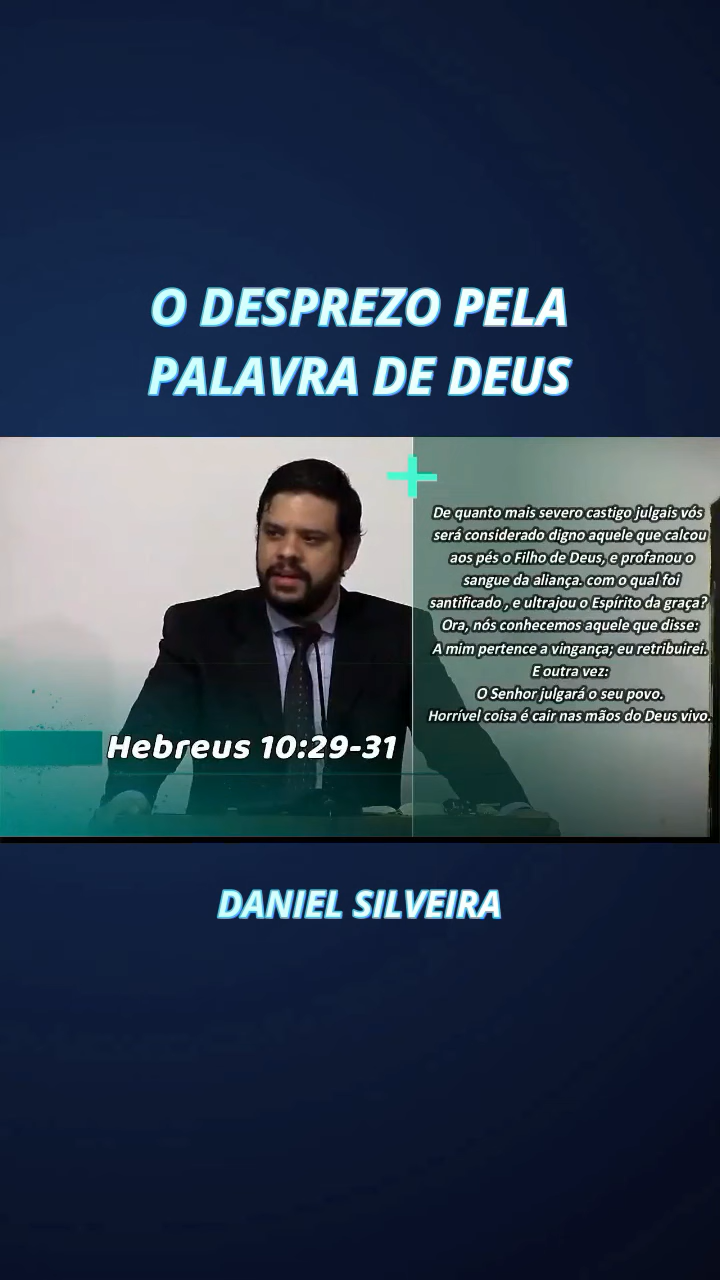 O DESPREZO PELA
PALAVRA DE DEUS
De quanto mais severo castigo julgais vós
será considerado digno aquele que calcou
aos pés o Filho de Deus, e profanou o
sangue da aliança. com o qual foi
santificado , e ultrajou o Espírito da graça?
Ora, nós conhecemos aquele que disse:
A mim pertence a vingança; eu retribuirei.
E outra vez:
O Senhor julgará o seu povo.
Horrível coisa é cair nas mãos do Deus vivo.
Hebreus 10:29-31
DANIEL SILVEIRA